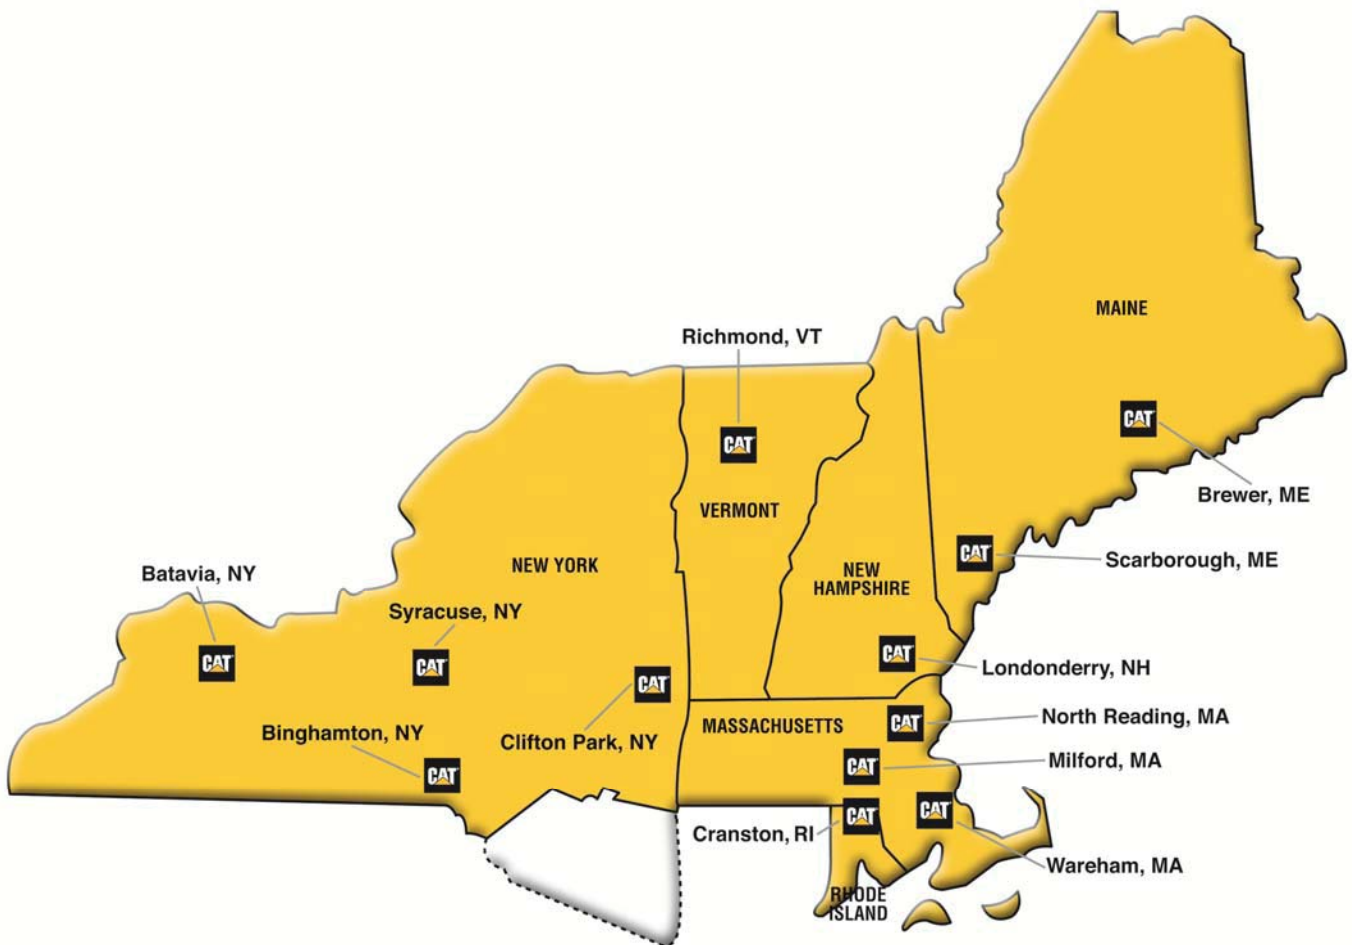 MAINE
Richmond, VT
CAT
CAT
Brewer, ME
VERMONT
CAT
Scarborough, ME
NEW YORK
NEW
HAMPSHIRE
Batavia, NY
Syracuse, NY
CAT
CAT
CAT
Londonderry, NH
CAT
Clifton Park, NY
Binghamton, NY
CAT
MASSACHUSETTS
CAT
North Reading, MA
CAT
Milford, MA
CAT
Cranston, RI
CAT
Wareham, MA
RHODE
ISLAND